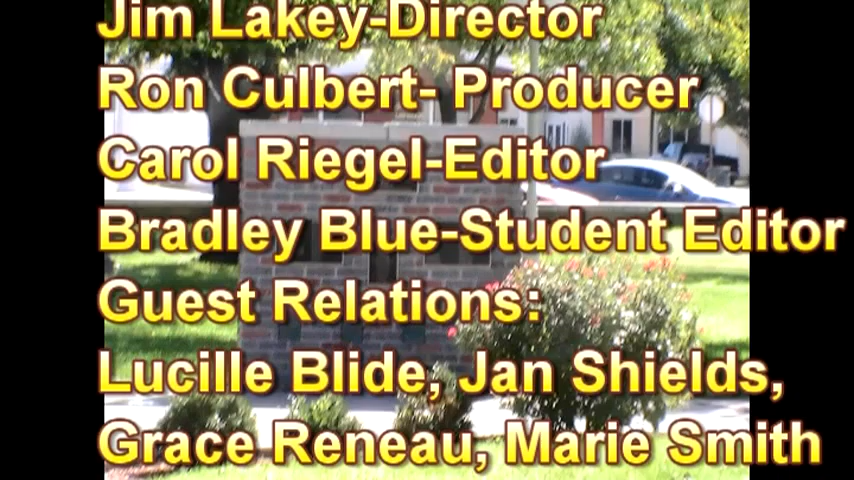 Jim Lakey-Director
Ron Culbert- Producer
Carol Riegel-Editor
Bradley Blue-Student Editor
Guest Relations:
Lucille Blide, Jan Shields,
Grace Reneau, Marie Smith